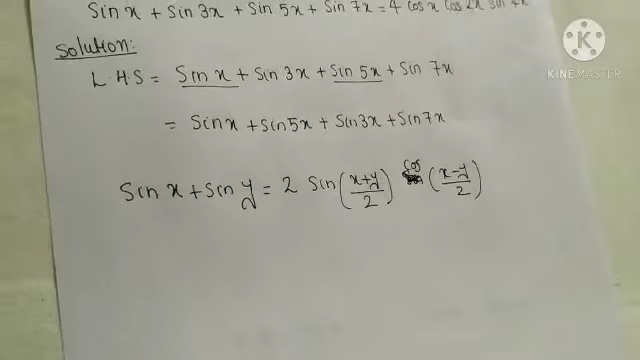 Sin x + Sin 3x + Sin 5x + Sin 7x = 4 Cos x Cos 2x Sin 4x
Solution:
L.H.S = Sin x + Sin 3x + Sin 5x + Sin 7x
= Sin x + Sin 5x + Sin 3x + Sin 7x
Sin x + Sin y = 2 Sin (x+y/2) Cos (x-y/2)
KINEMASTER